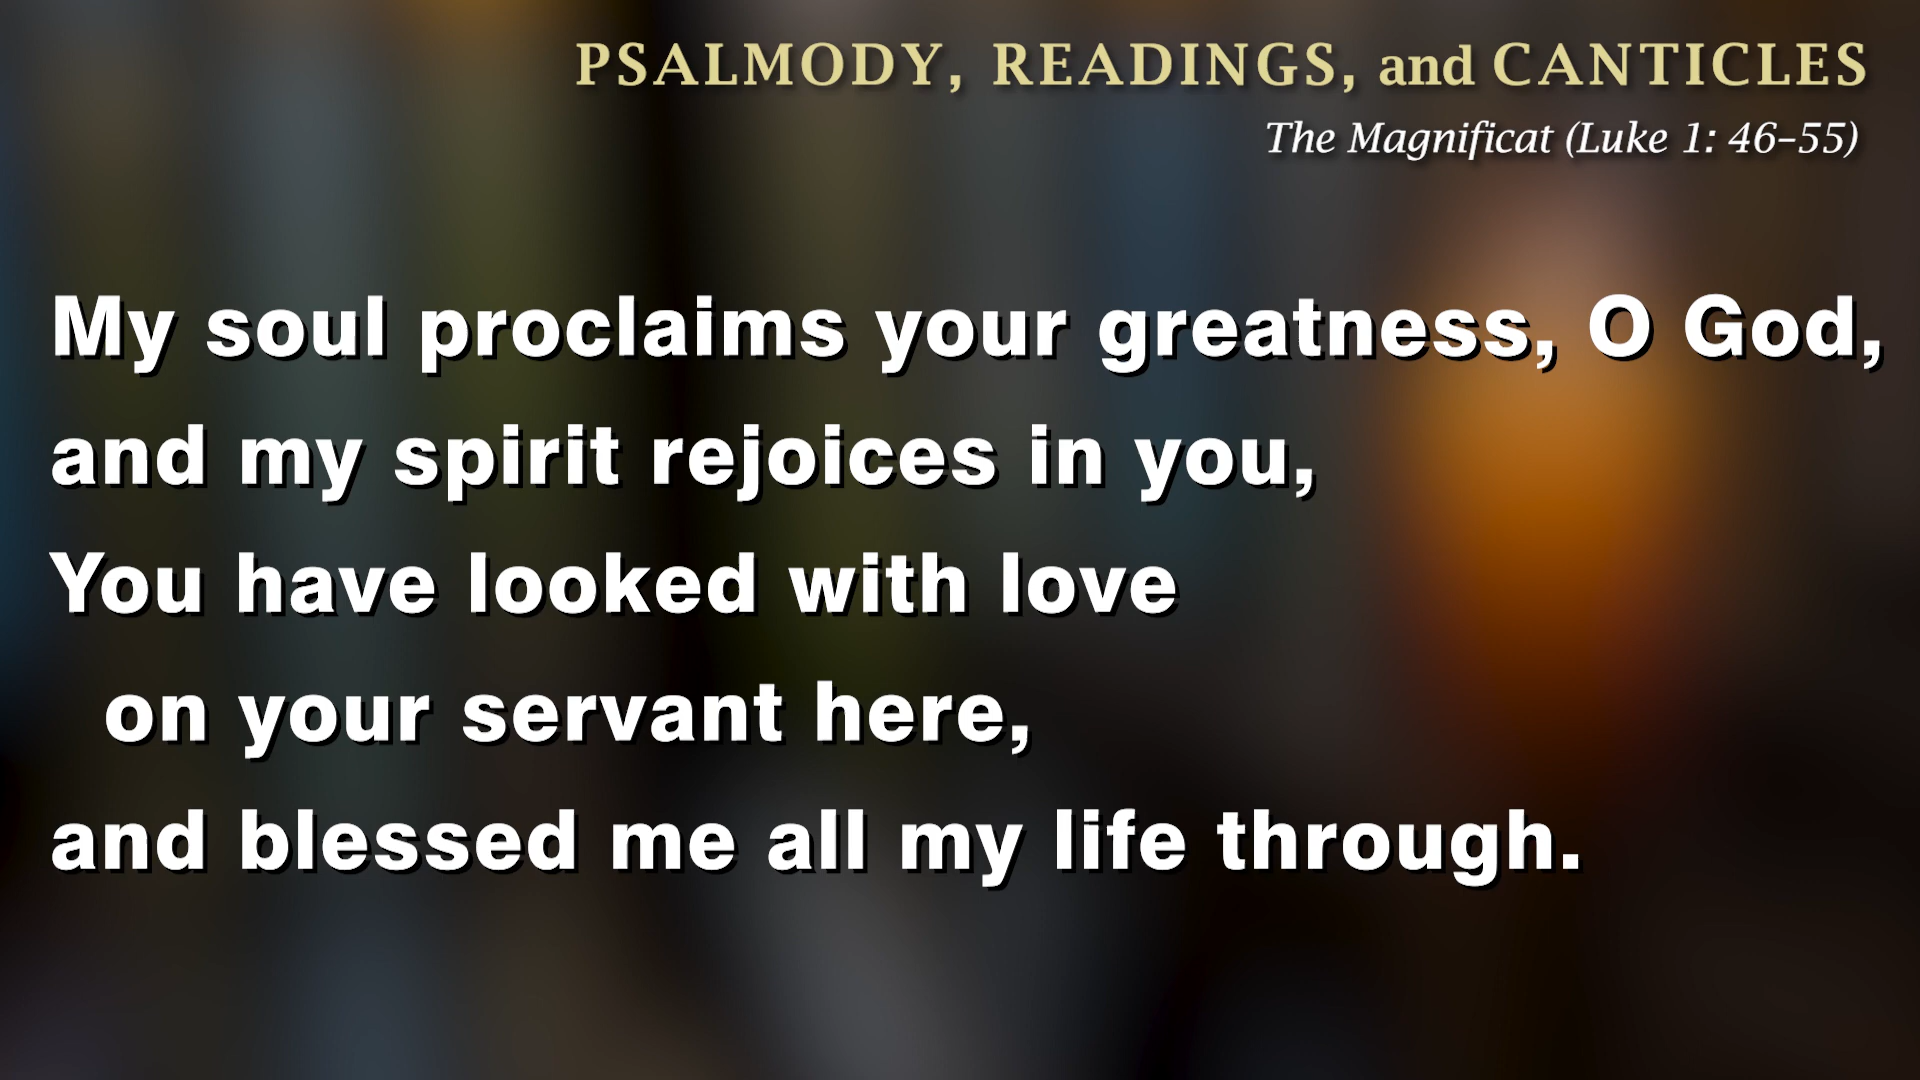 PSALMODY, READINGS, and CANTICLES
The Magnificat (Luke 1: 46–55)
My soul proclaims your greatness, O God,
and my spirit rejoices in you,
You have looked with love
on your servant here,
and blessed me all my life through.